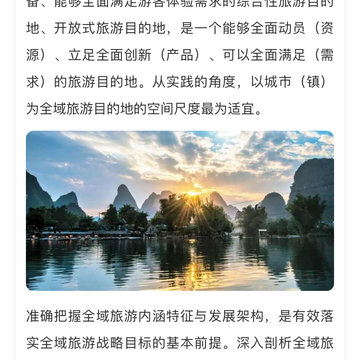 备、能够全面满足游客体验需求的综合性旅游目的
地、开放式旅游目的地，是一个能够全面动员（资
源）、立足全面创新（产品）、可以全面满足（需
求）的旅游目的地。从实践的角度，以城市（镇）
为全域旅游目的地的空间尺度最为适宜。
准确把握全域旅游内涵特征与发展架构，是有效落
实全域旅游战略目标的基本前提。深入剖析全域旅